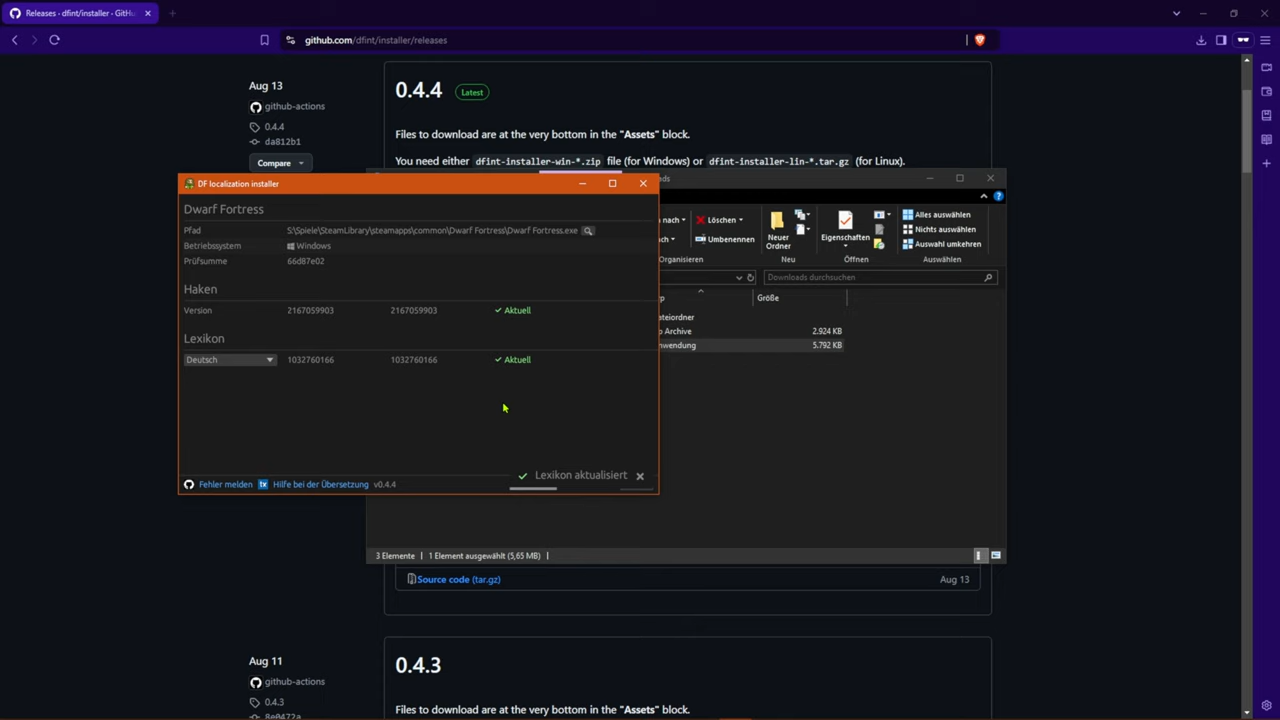 Releases · dfint/installer · GitH
github.com/dfint/installer/releases
Aug 13
github-actions
0.4.4
da812b1
Compare
0.4.4
Latest
Files to download are at the very bottom in the "Assets" block.
You need either dfint-installer-win-*.zip file (for Windows) or dfint-installer-lin-*.tar.gz (for Linux).
DF localization installer
Dwarf Fortress
Pfad S:\Spiele\SteamLibrary\steamapps\common\Dwarf Fortress\Dwarf Fortress.exe
Betriebssystem Windows
Prüfsumme 66d87e02
Haken
Version 2167059903 2167059903 Aktuell
Lexikon
Deutsch 1032760166 1032760166 Aktuell
Lexikon aktualisiert
Fehler melden tx Hilfe bei der Übersetzung v0.4.4
ads
nach
Löschen
Umbenennen
Organisieren
Neuer
Ordner
Neu
Eigenschaften
Öffnen
Alles auswählen
Nichts auswählen
Auswahl umkehren
Auswählen
Downloads durchsuchen
Größe
ateiordner
p Archive 2.924 KB
nwendung 5.792 KB
3 Elemente
1 Element ausgewählt (5,65 MB)
Source code (tar.gz) Aug 13
Aug 11
github-actions
0.4.3
8e0472a
0.4.3
Files to download are at the very bottom in the "Assets" block.